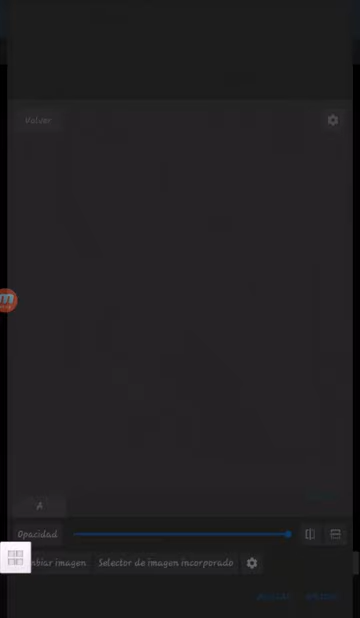 Volver
A
Opacidad
mbiar imagen
Selector de imagen incorporado